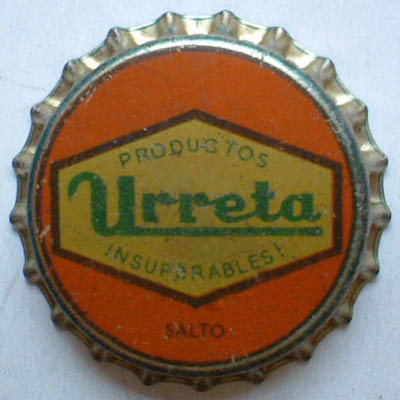 PRODUCTOS
Urreta
INSUPERABLES!
SALTO